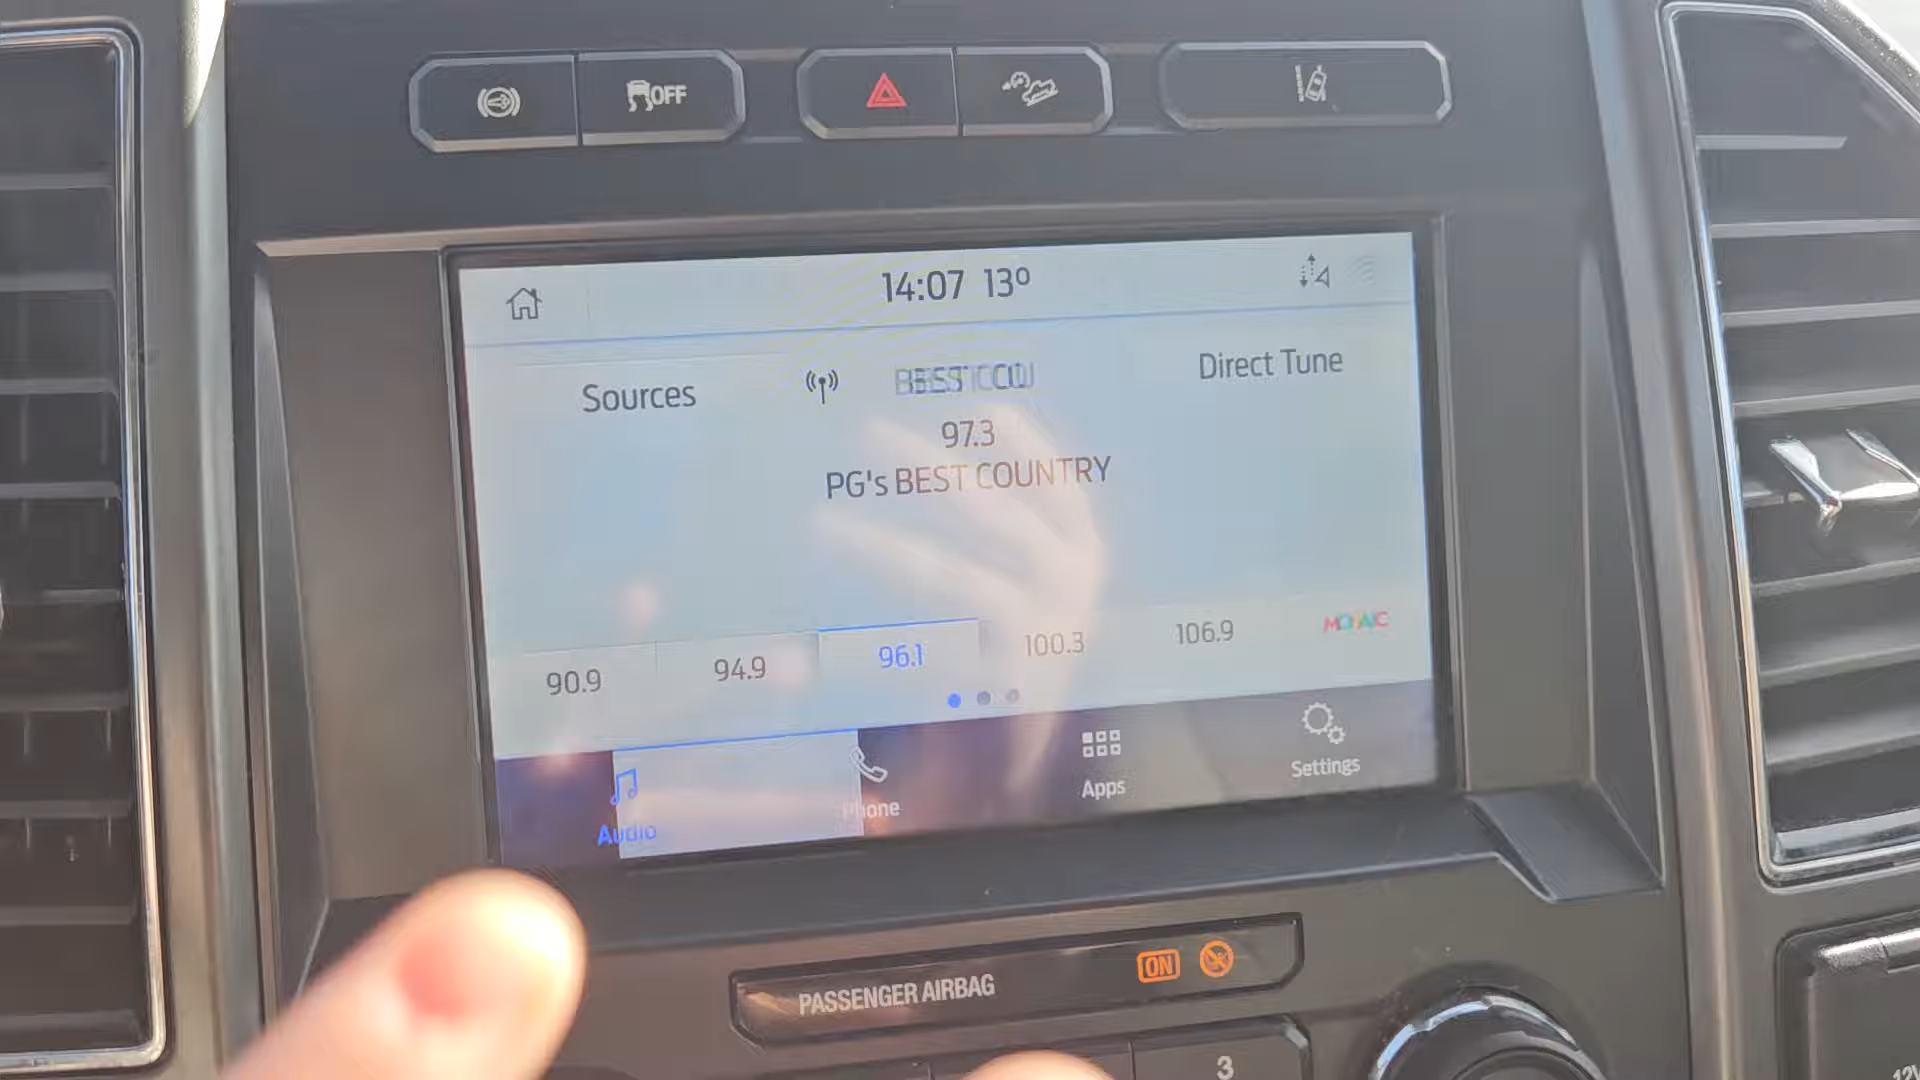 OFF
14:07 13º
Sources
Direct Tune
97.3
PG's BEST COUNTRY
90.9
94.9
96.1
100.3
106.9
Audio
Phone
Apps
Settings
PASSENGER AIRBAG
ON
3